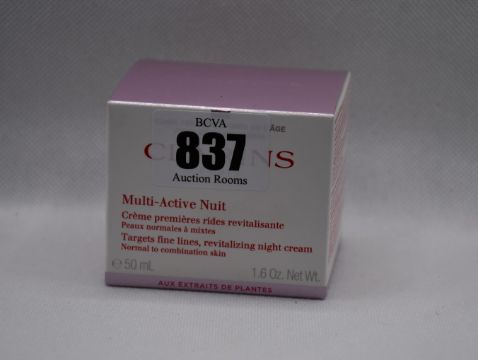 BCVA
ÂGE
837
Auction Rooms
Multi-Active Nuit
Crème premières rides revitalisante
Peaux normales à mixtes
Targets fine lines, revitalizing night cream
Normal to combination skin
℮ 50 mL
1.6 Oz. Net Wt.
AUX EXTRAITS DE PLANTES